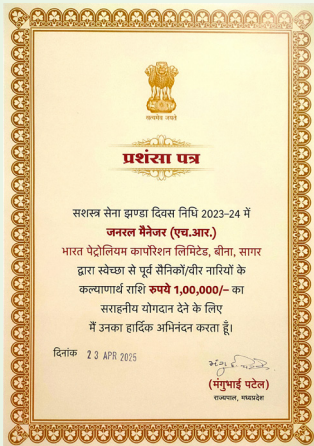 सत्यमेव जयते
प्रशंसा पत्र
सशस्त्र सेना झण्डा दिवस निधि 2023-24 में
जनरल मैनेजर (एच.आर.)
भारत पेट्रोलियम कार्पोरेशन लिमिटेड, बीना, सागर
द्वारा स्वेच्छा से पूर्व सैनिकों/वीर नारियों के
कल्याणार्थ राशि रुपये 1,00,000/- का
सराहनीय योगदान देने के लिए
मैं उनका हार्दिक अभिनंदन करता हूँ।
दिनांक 23 APR 2025
(मंगुभाई पटेल)
राज्यपाल, मध्यप्रदेश